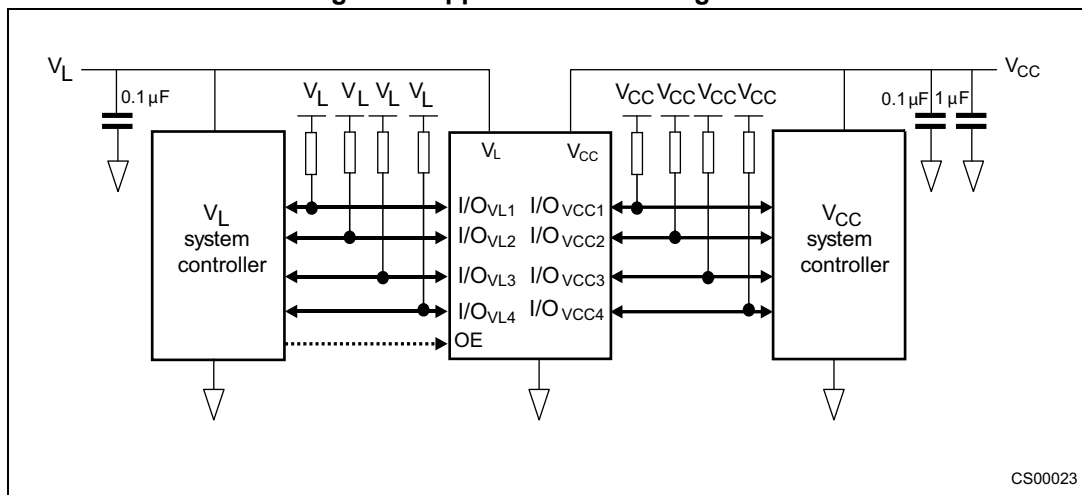 V_L
V_CC
0.1 µF
V_L V_L V_L V_L
V_CC V_CC V_CC V_CC
0.1 µF 1 µF
V_L
system
controller
V_L V_CC
I/O_VL1 I/O_VCC1
I/O_VL2 I/O_VCC2
I/O_VL3 I/O_VCC3
I/O_VL4 I/O_VCC4
OE
V_CC
system
controller
CS00023